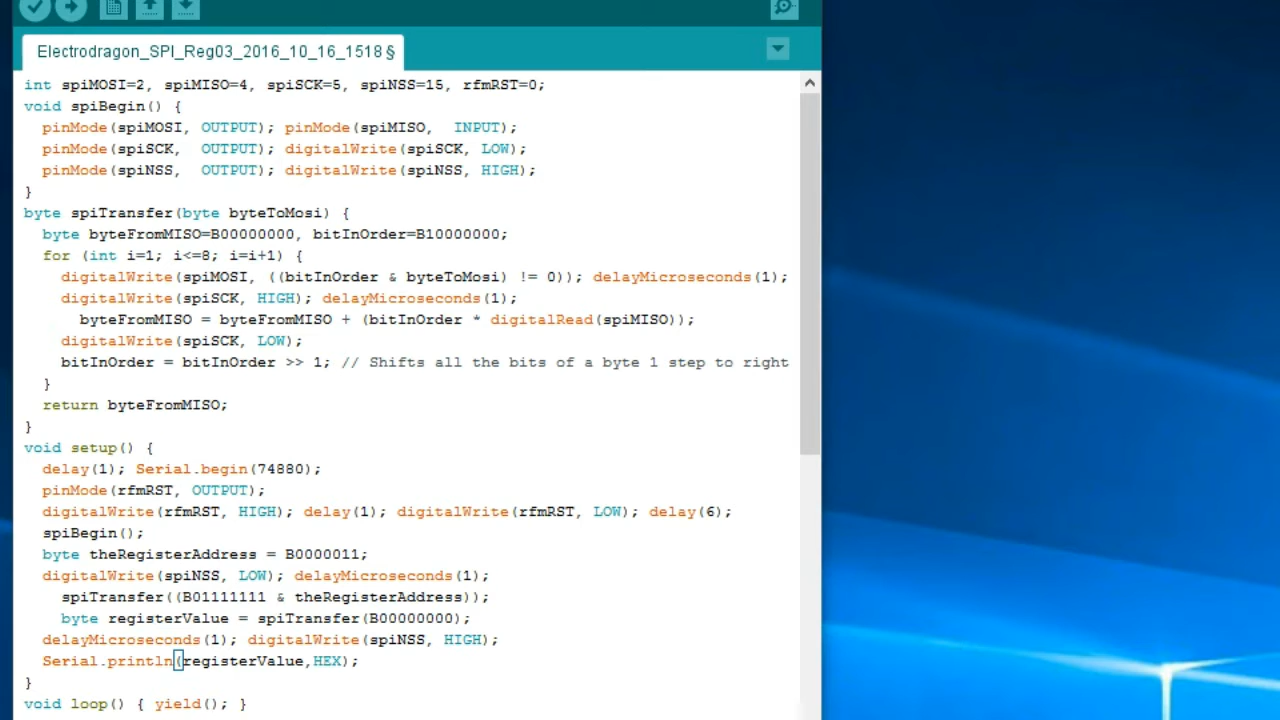 Electrodragon_SPI_Reg03_2016_10_16_1518 §
int spiMOSI=2, spiMISO=4, spiSCK=5, spiNSS=15, rfmRST=0;
void spiBegin() {
  pinMode(spiMOSI, OUTPUT); pinMode(spiMISO,  INPUT);
  pinMode(spiSCK,  OUTPUT); digitalWrite(spiSCK, LOW);
  pinMode(spiNSS,  OUTPUT); digitalWrite(spiNSS, HIGH);
}
byte spiTransfer(byte byteToMosi) {
  byte byteFromMISO=B00000000, bitInOrder=B10000000;
  for (int i=1; i<=8; i=i+1) {
    digitalWrite(spiMOSI, ((bitInOrder & byteToMosi) != 0)); delayMicroseconds(1);
    digitalWrite(spiSCK, HIGH); delayMicroseconds(1);
      byteFromMISO = byteFromMISO + (bitInOrder * digitalRead(spiMISO));
    digitalWrite(spiSCK, LOW);
    bitInOrder = bitInOrder >> 1; // Shifts all the bits of a byte 1 step to right
  }
  return byteFromMISO;
}
void setup() {
  delay(1); Serial.begin(74880);
  pinMode(rfmRST, OUTPUT);
  digitalWrite(rfmRST, HIGH); delay(1); digitalWrite(rfmRST, LOW); delay(6);
  spiBegin();
  byte theRegisterAddress = B0000011;
  digitalWrite(spiNSS, LOW); delayMicroseconds(1);
    spiTransfer((B01111111 & theRegisterAddress));
    byte registerValue = spiTransfer(B00000000);
  delayMicroseconds(1); digitalWrite(spiNSS, HIGH);
  Serial.println(registerValue,HEX);
}
void loop() { yield(); }